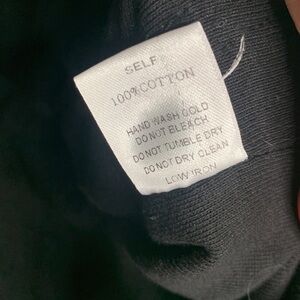 SELF
100% COTTON
HAND WASH COLD
DO NOT BLEACH
DO NOT TUMBLE DRY
DO NOT DRY CLEAN
LOW IRON